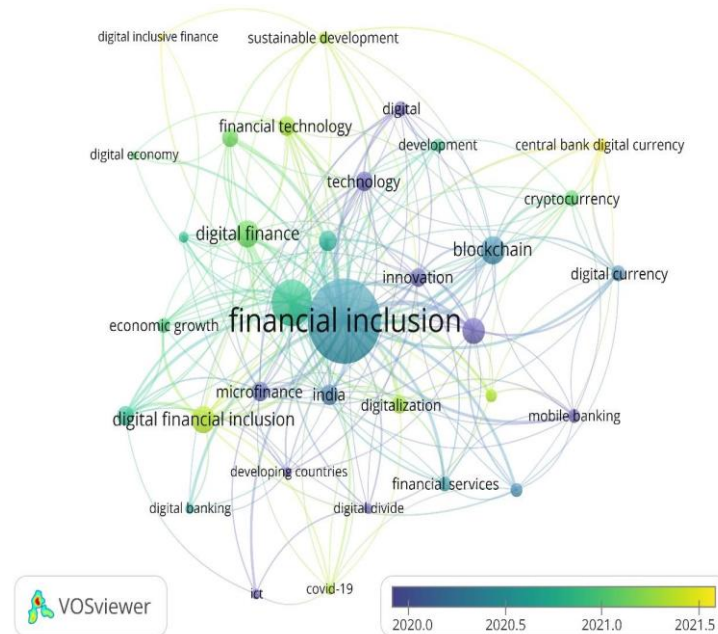 digital inclusive finance
sustainable development
digital
financial technology
development
central bank digital currency
digital economy
technology
cryptocurrency
digital finance
blockchain
innovation
digital currency
financial inclusion
economic growth
microfinance
india
digitalization
mobile banking
digital financial inclusion
developing countries
financial services
digital banking
digital divide
ict
covid-19
VOSviewer
2020.0 2020.5 2021.0 2021.5